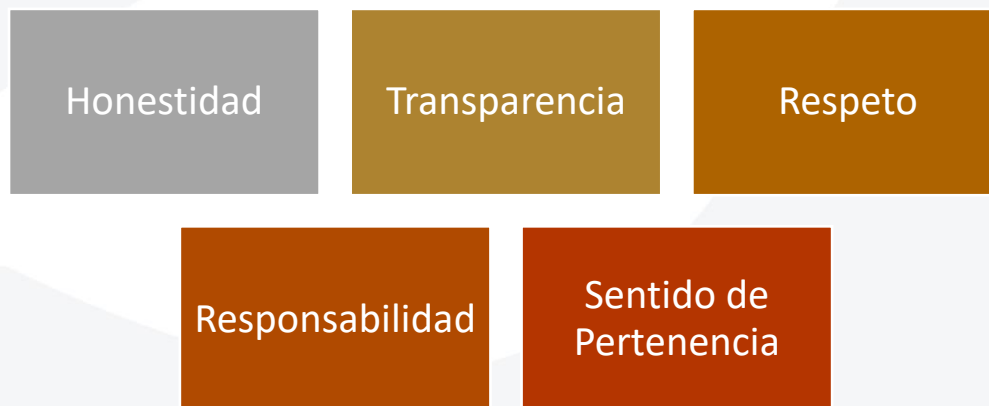 Honestidad
Transparencia
Respeto
Responsabilidad
Sentido de
Pertenencia